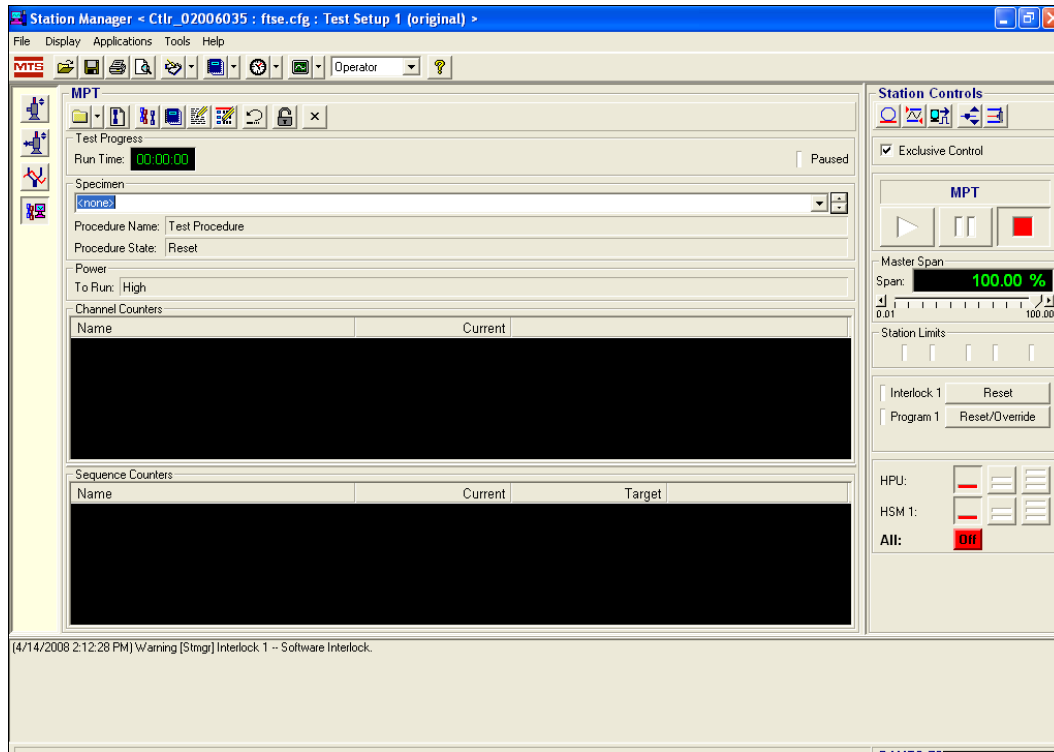 Station Manager < Ctlr_02006035 : ftse.cfg : Test Setup 1 (original) >
File Display Applications Tools Help
MTS
Operator
?
MPT
Test Progress
Run Time: 00:00:00
Paused
Specimen
<none>
Procedure Name: Test Procedure
Procedure State: Reset
Power
To Run: High
Channel Counters
Name Current
Sequence Counters
Name Current Target
Station Controls
Exclusive Control
MPT
Master Span
Span: 100.00 %
0.01 100.00
Station Limits
Interlock 1 Reset
Program 1 Reset/Override
HPU:
HSM 1:
All: Off
(4/14/2008 2:12:28 PM) Warning [Stmgr] Interlock 1 -- Software Interlock.